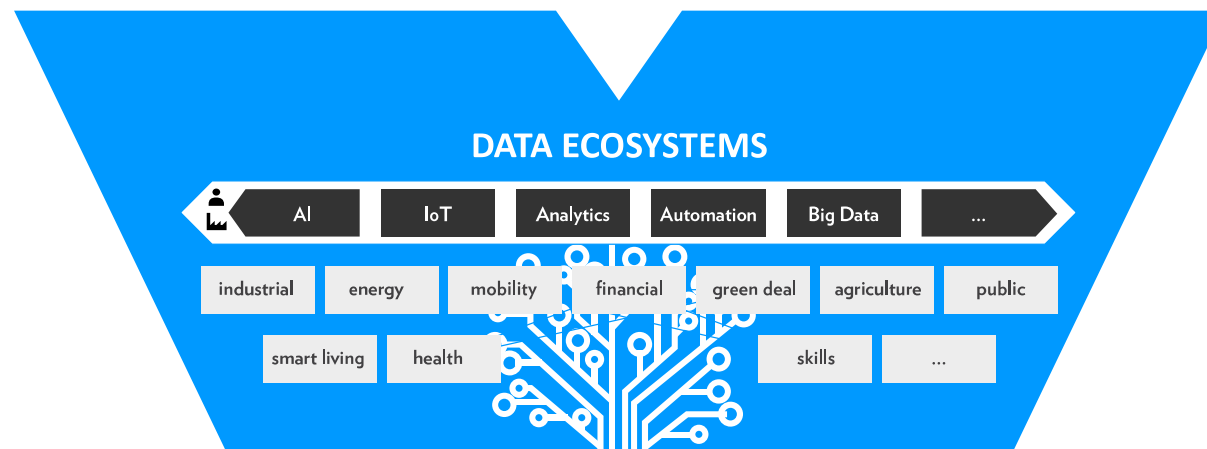 DATA ECOSYSTEMS
AI IoT Analytics Automation Big Data ...
industrial energy mobility financial green deal agriculture public
smart living health skills ...